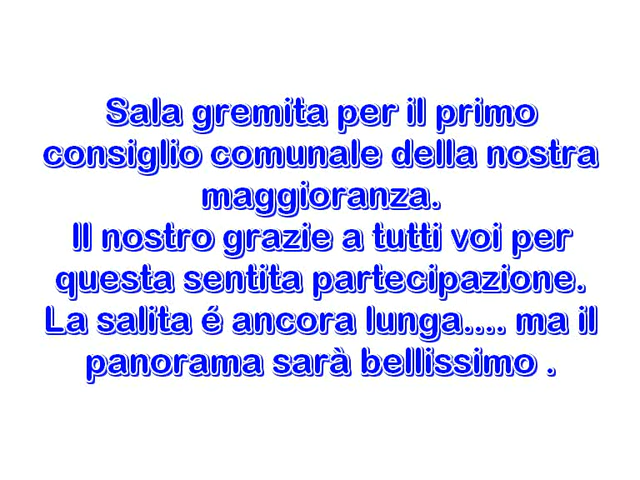 Sala gremita per il primo
consiglio comunale della nostra
maggioranza.
Il nostro grazie a tutti voi per
questa sentita partecipazione.
La salita é ancora lunga.... ma il
panorama sarà bellissimo .